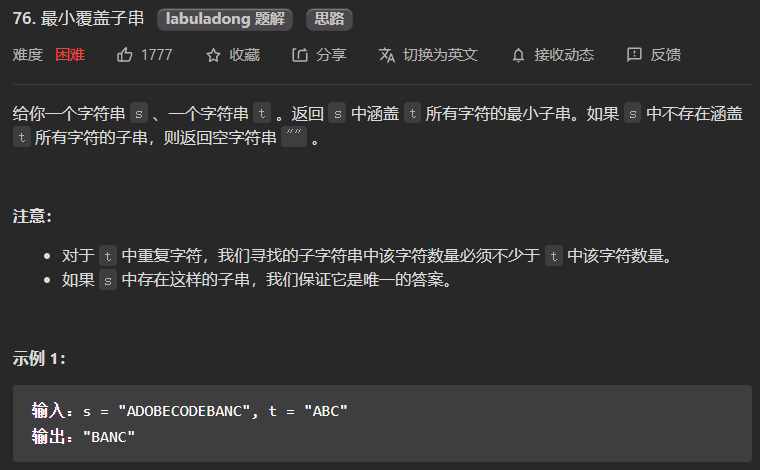 76. 最小覆盖子串 labuladong 题解 思路
难度 困难 1777 收藏 分享 切换为英文 接收动态 反馈
给你一个字符串 s 、一个字符串 t 。返回 s 中涵盖 t 所有字符的最小子串。如果 s 中不存在涵盖
t 所有字符的子串，则返回空字符串 "" 。
注意：
• 对于 t 中重复字符，我们寻找的子字符串中该字符数量必须不少于 t 中该字符数量。
• 如果 s 中存在这样的子串，我们保证它是唯一的答案。
示例 1：
输入：s = "ADOBECODEBANC", t = "ABC"
输出："BANC"